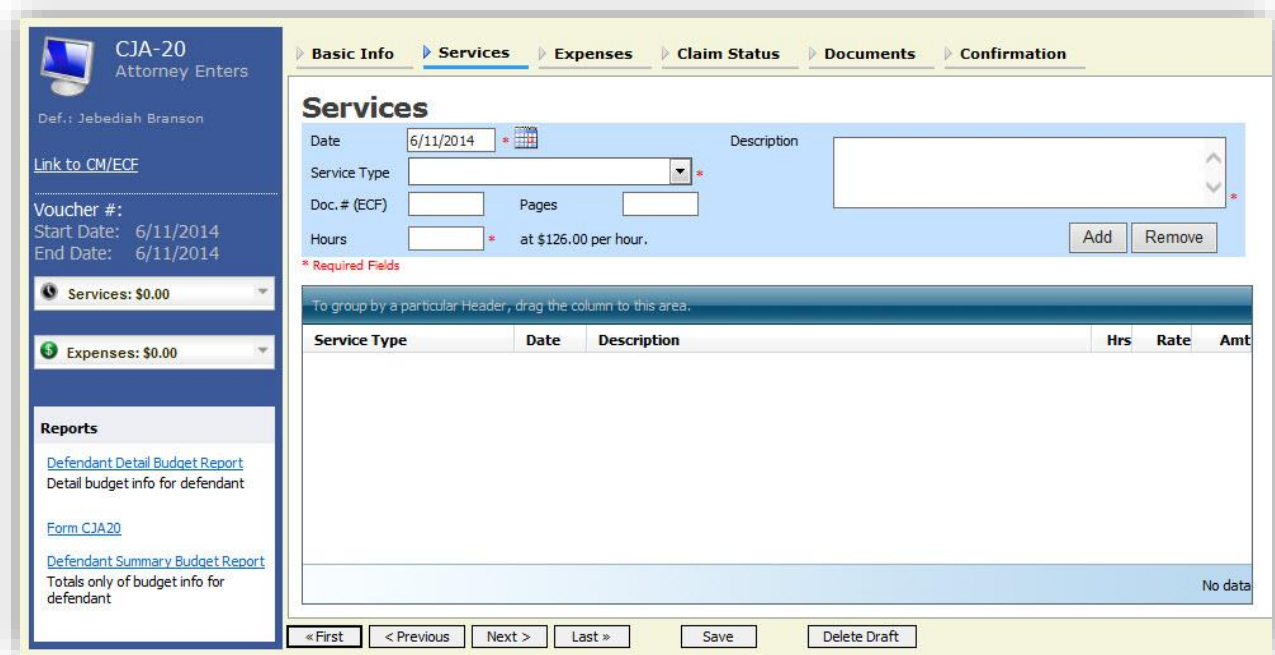 CJA-20
Attorney Enters
Def.: Jebediah Branson
Link to CM/ECF
Voucher #:
Start Date: 6/11/2014
End Date: 6/11/2014
Services: $0.00
Expenses: $0.00
Reports
Defendant Detail Budget Report
Detail budget info for defendant
Form CJA20
Defendant Summary Budget Report
Totals only of budget info for
defendant
Basic Info Services Expenses Claim Status Documents Confirmation
Services
Date 6/11/2014 * Description
Service Type *
Doc.# (ECF) Pages *
Hours * at $126.00 per hour. Add Remove
* Required Fields
To group by a particular Header, drag the column to this area.
Service Type Date Description Hrs Rate Amt
No data
« First < Previous Next > Last » Save Delete Draft